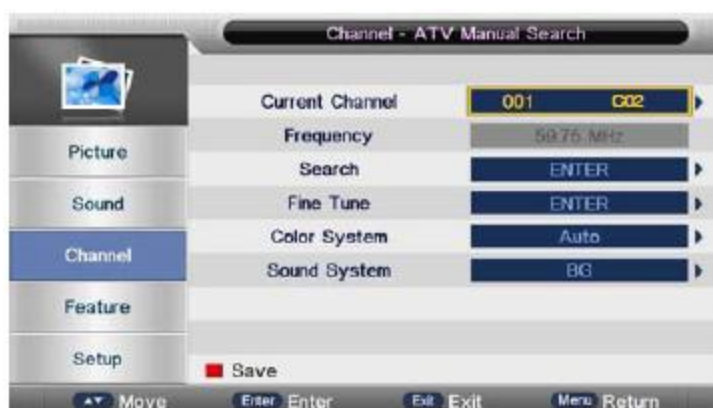 Channel - ATV Manual Search
Current Channel 001 C02
Frequency 59.75 MHz
Picture
Search ENTER
Sound
Fine Tune ENTER
Color System Auto
Channel
Sound System BG
Feature
Setup
Save
Move Enter Enter Exit Exit Menu Return